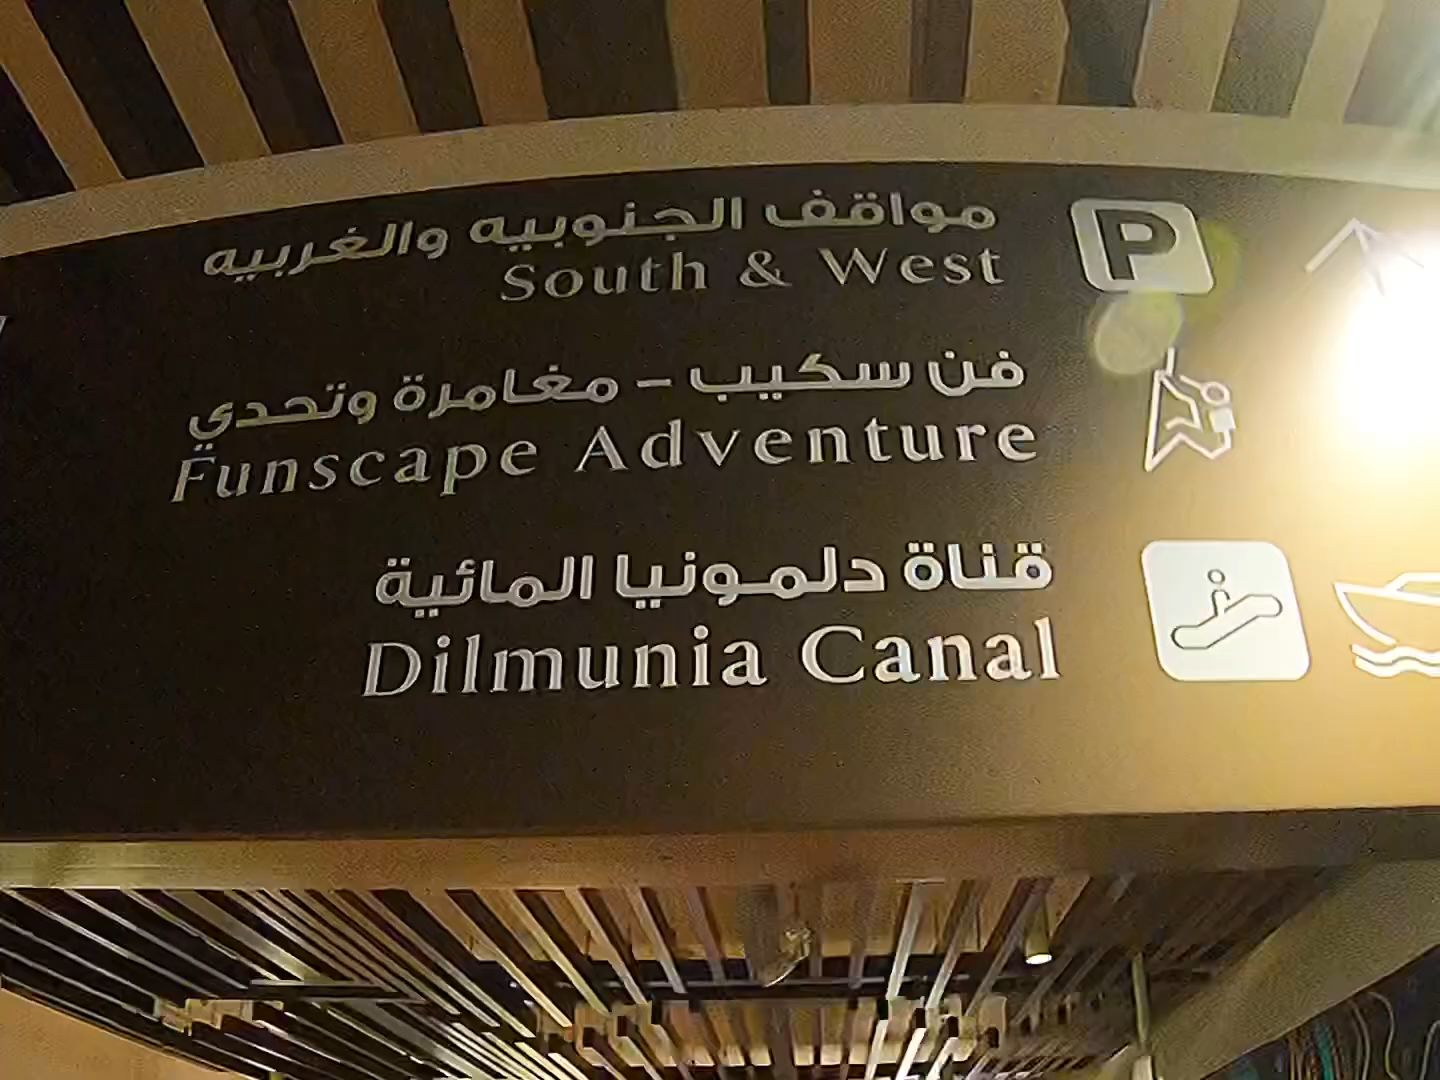 مواقف الجنوبيه والغربيه
P
South & West
فن سكيب - مغامرة وتحدي
Funscape Adventure
قناة دلمونيا المائية
Dilmunia Canal